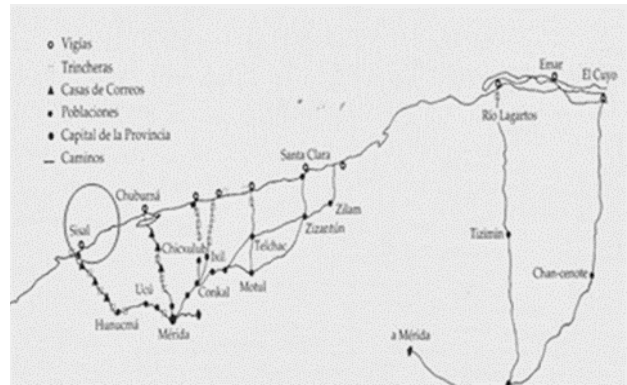 Vigías
Trincheras
Casas de Correos
Poblaciones
Capital de la Provincia
Caminos
Emar
El Cuyo
Río Lagartos
Santa Clara
Chuburná
Sisal
Zilam
Zizantún
Chicxulub
Ixil
Telchac
Tizimin
Chan-cenote
Ucú
Conkal
Motul
Hunucmá
Mérida
a Mérida